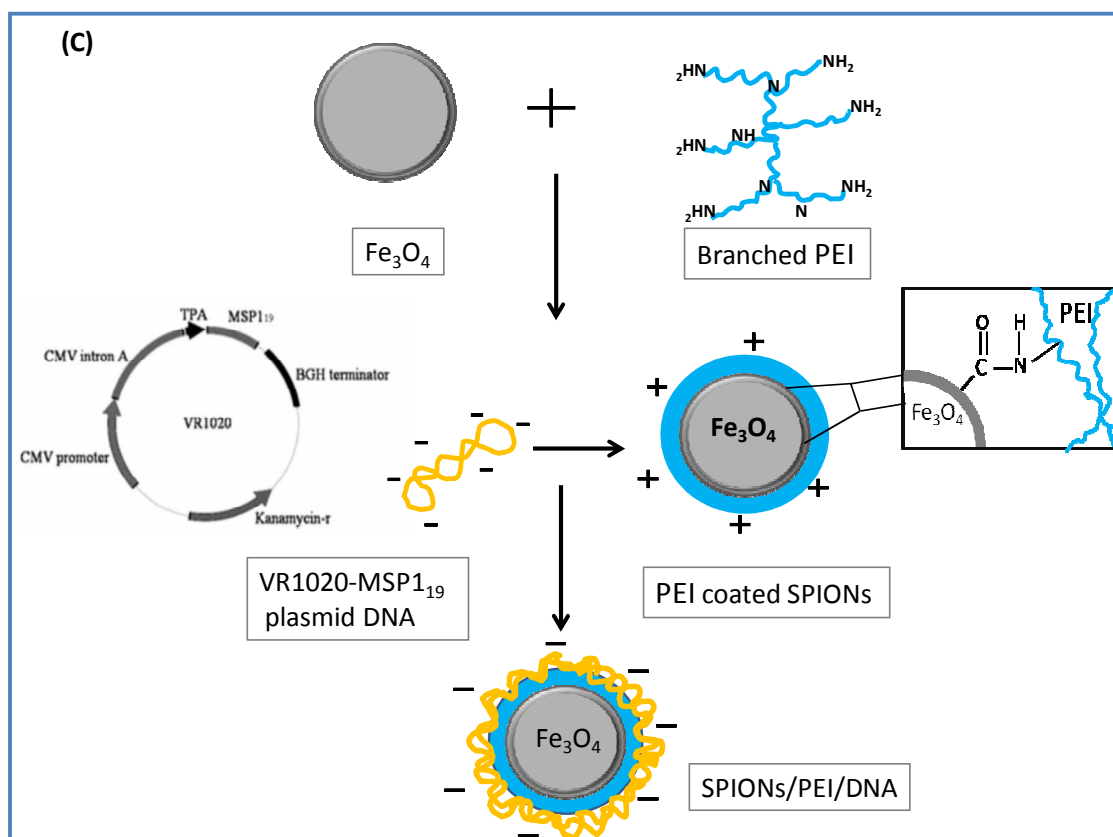 (C)
+
₂HN
NH₂
N
NH₂
₂HN
NH
N
NH₂
₂HN
N
Fe₃O₄
Branched PEI
TPA
MSP1₁₉
CMV intron A
BGH terminator
VR1020
CMV promoter
Kanamycin-r
− − − − − −
+ + + + + +
Fe₃O₄
O
H
PEI
C
N
Fe₃O₄
VR1020-MSP1₁₉
plasmid DNA
PEI coated SPIONs
− − − − − − − − −
Fe₃O₄
SPIONs/PEI/DNA